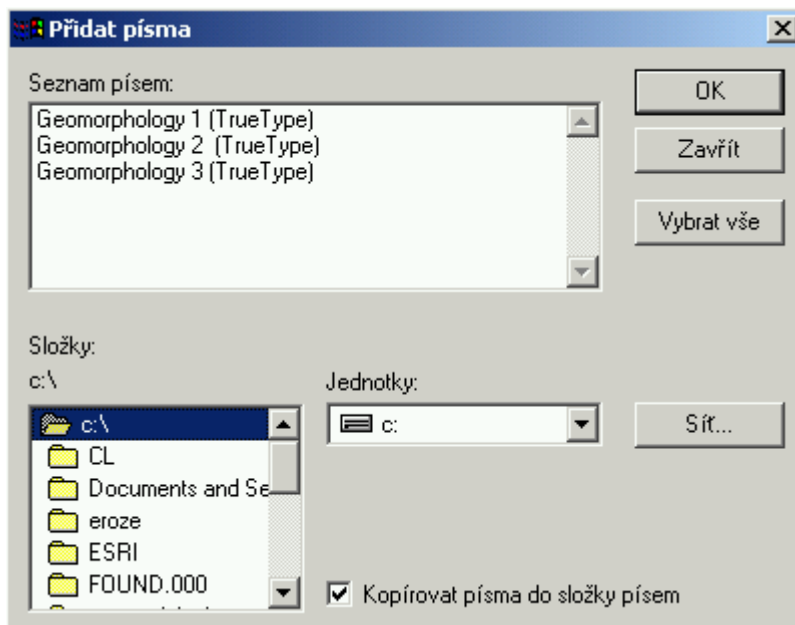 Přidat písma
Seznam písem:
Geomorphology 1 (TrueType)
Geomorphology 2 (TrueType)
Geomorphology 3 (TrueType)
OK
Zavřít
Vybrat vše
Složky:
c:\
Jednotky:
c:\
CL
Documents and Se
eroze
ESRI
FOUND.000
c:
Síť...
Kopírovat písma do složky písem